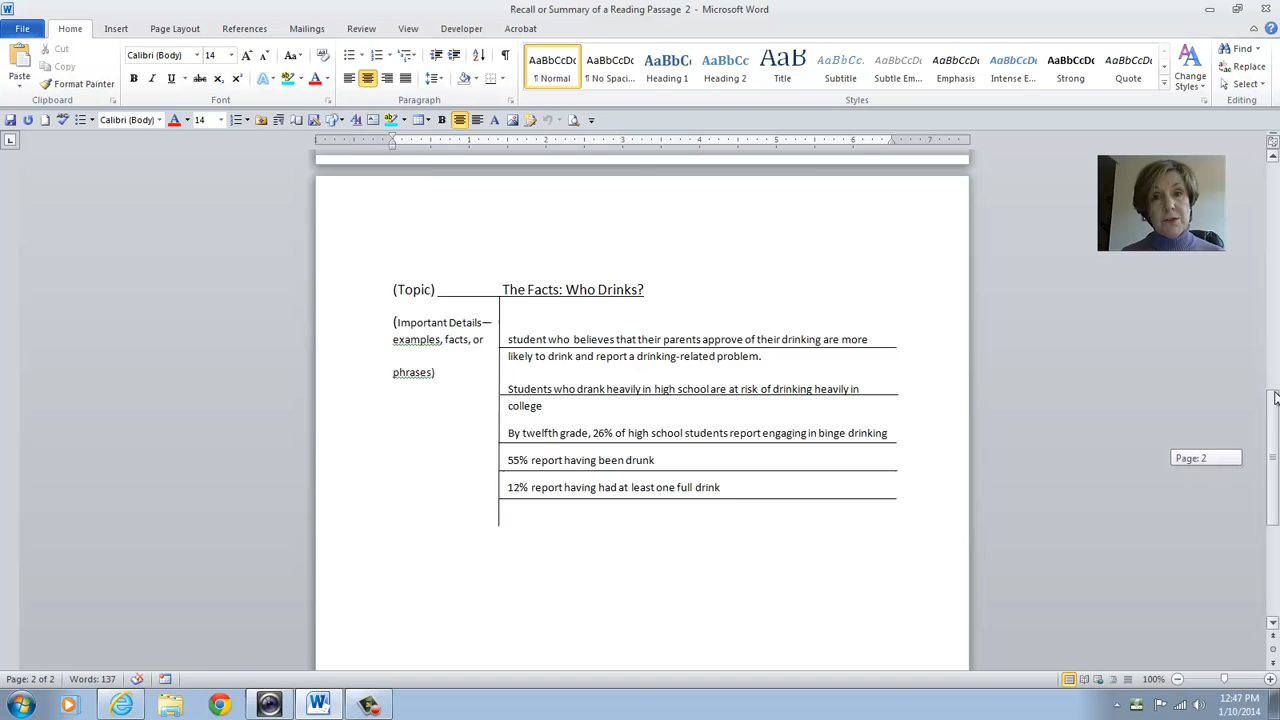 Recall or Summary of a Reading Passage 2 - Microsoft Word
File Home Insert Page Layout References Mailings Review View Developer Acrobat
Cut
Copy
Format Painter
Paste
Clipboard
Calibri (Body) 14
Font
Paragraph
AaBbCcDc AaBbCcDc AaBbC AaBbCc AaB AaBbCc. AaBbCcDc AaBbCcDc AaBbCcDc AaBbCcDc AaBbCcDc
¶ Normal ¶ No Spaci... Heading 1 Heading 2 Title Subtitle Subtle Em... Emphasis Intense E... Strong Quote
Change Styles
Styles
Find
Replace
Select
Editing
Calibri (Body) 14
1 2 3 4 5 6 7
(Topic) The Facts: Who Drinks?
(Important Details—
examples, facts, or
phrases)
student who believes that their parents approve of their drinking are more
likely to drink and report a drinking-related problem.
Students who drank heavily in high school are at risk of drinking heavily in
college
By twelfth grade, 26% of high school students report engaging in binge drinking
55% report having been drunk
12% report having had at least one full drink
Page: 2
Page: 2 of 2 Words: 137
100%
12:47 PM
1/10/2014